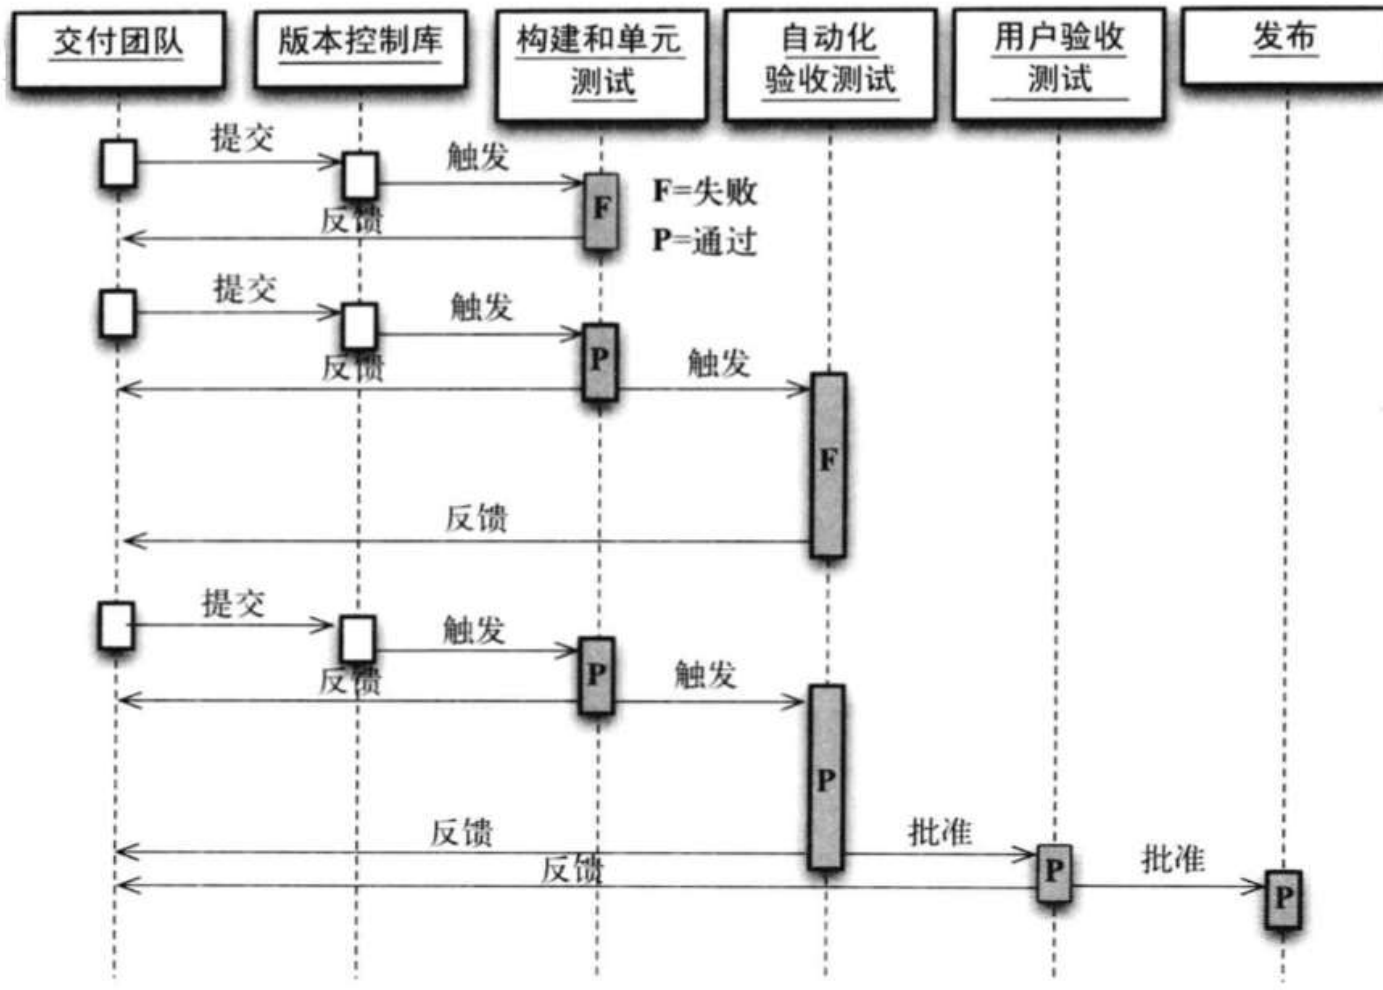 交付团队
版本控制库
构建和单元
测试
自动化
验收测试
用户验收
测试
发布
提交
触发
F
F=失败
反馈
P=通过
提交
触发
P
反馈
触发
F
反馈
提交
触发
P
反馈
触发
P
反馈
批准
P
反馈
批准
P